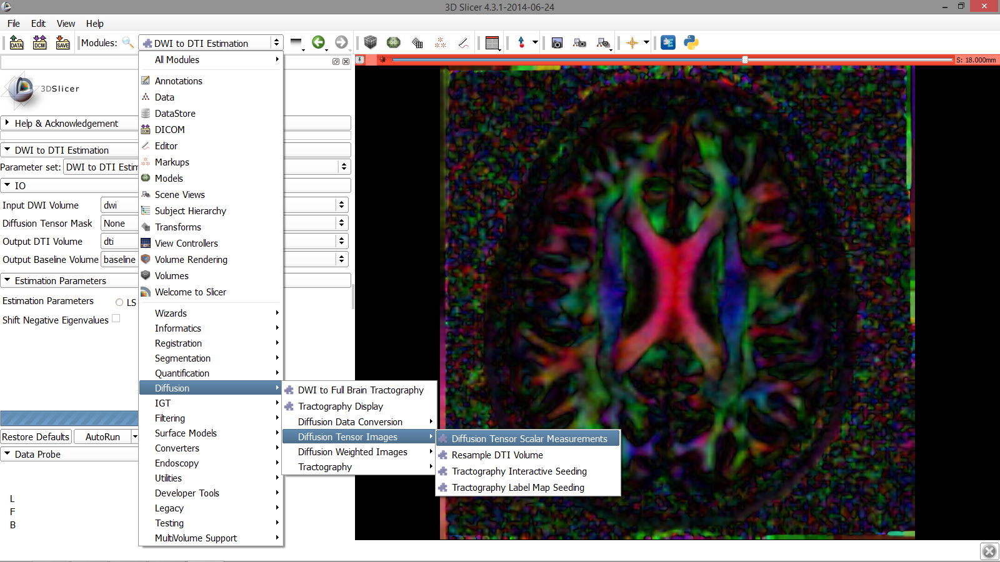 3D Slicer 4.3.1-2014-06-24
File Edit View Help
DATA DCM SAVE Modules: DWI to DTI Estimation
S: 18.000mm
3DSlicer
Help & Acknowledgement
DWI to DTI Estimation
Parameter set: DWI to DTI Estim
IO
Input DWI Volume dwi
Diffusion Tensor Mask None
Output DTI Volume dti
Output Baseline Volume baseline
Estimation Parameters
Estimation Parameters LS
Shift Negative Eigenvalues
Restore Defaults AutoRun
Data Probe
L
F
B
All Modules
Annotations
Data
DataStore
DCM DICOM
Editor
Markups
Models
Scene Views
Subject Hierarchy
Transforms
View Controllers
Volume Rendering
Volumes
Welcome to Slicer
Wizards
Informatics
Registration
Segmentation
Quantification
Diffusion
IGT
Filtering
Surface Models
Converters
Endoscopy
Utilities
Developer Tools
Legacy
Testing
MultiVolume Support
DWI to Full Brain Tractography
Tractography Display
Diffusion Data Conversion
Diffusion Tensor Images
Diffusion Weighted Images
Tractography
Diffusion Tensor Scalar Measurements
Resample DTI Volume
Tractography Interactive Seeding
Tractography Label Map Seeding